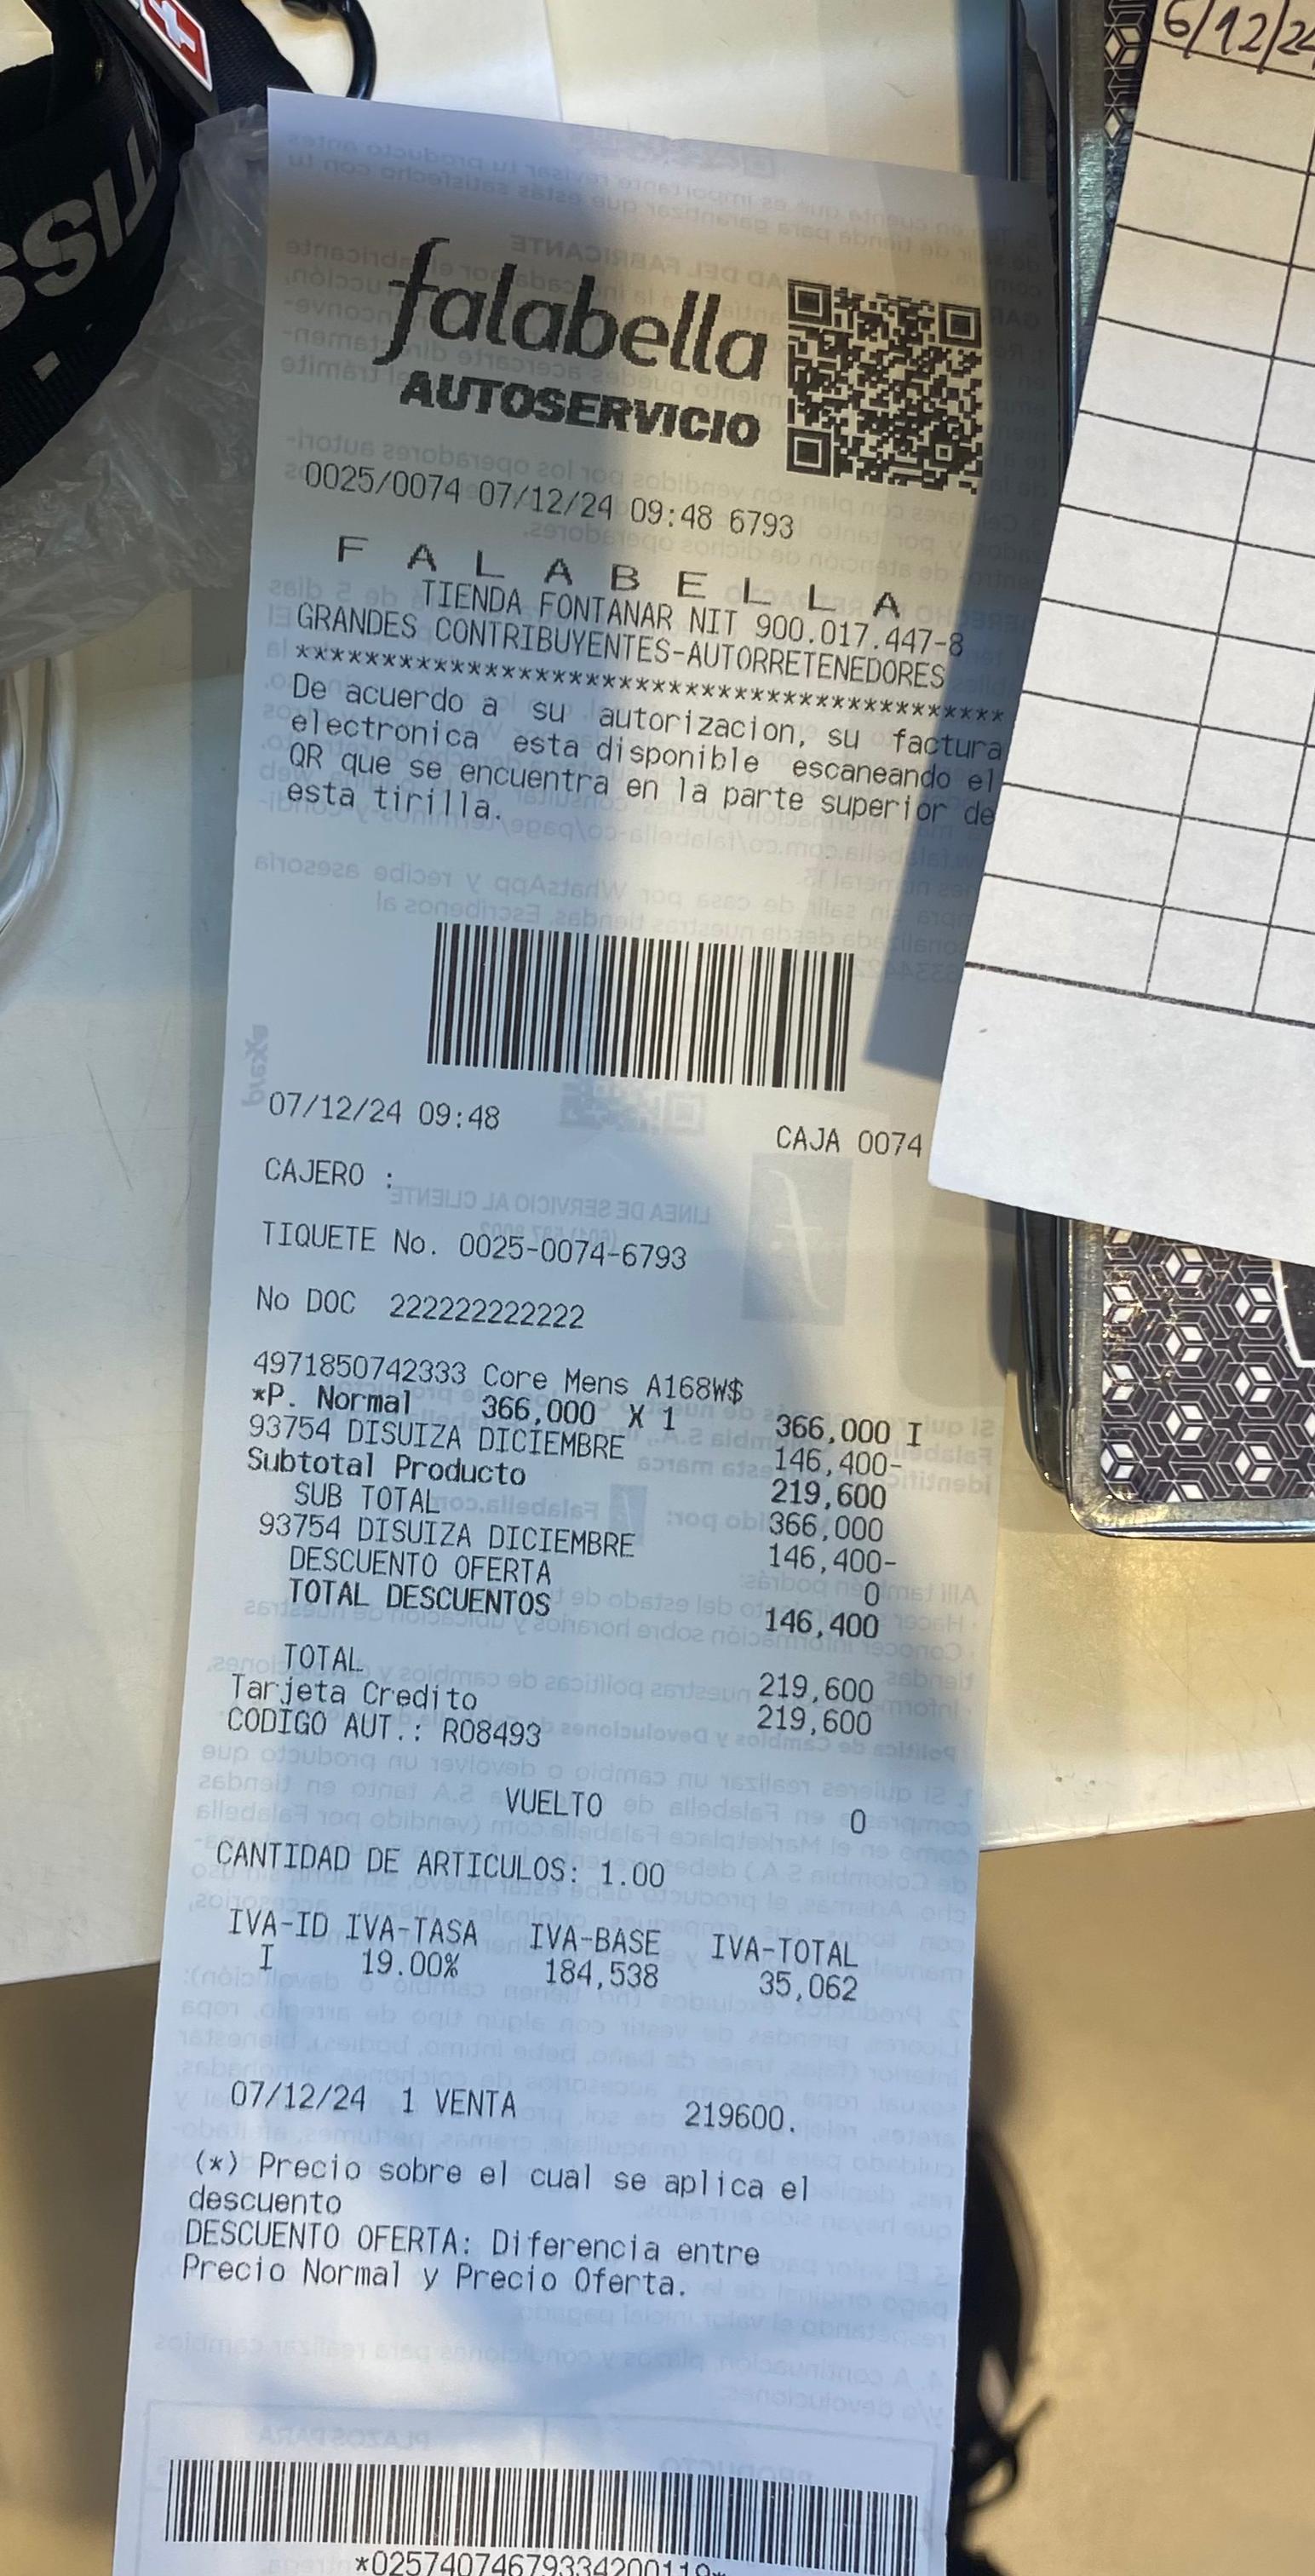 6/12/24
TISS
falabella
AUTOSERVICIO
0025/0074 07/12/24 09:48 6793
F A L A B E L L A
TIENDA FONTANAR NIT 900.017.447-8
GRANDES CONTRIBUYENTES-AUTORRETENEDORES
*************************************************
De acuerdo a su autorizacion, su factura
electronica esta disponible escaneando el
QR que se encuentra en la parte superior de
esta tirilla.
07/12/24 09:48 CAJA 0074
CAJERO :
TIQUETE No. 0025-0074-6793
No DOC 222222222222
4971850742333 Core Mens A168W$
*P. Normal 366,000 X 1 366,000 I
93754 DISUIZA DICIEMBRE 146,400-
Subtotal Producto 219,600
SUB TOTAL 366,000
93754 DISUIZA DICIEMBRE 146,400-
DESCUENTO OFERTA 0
TOTAL DESCUENTOS 146,400
TOTAL 219,600
Tarjeta Credito 219,600
CODIGO AUT.: R08493
VUELTO 0
CANTIDAD DE ARTICULOS: 1.00
IVA-ID IVA-TASA IVA-BASE IVA-TOTAL
I 19.00% 184,538 35,062
07/12/24 1 VENTA 219600.
(*) Precio sobre el cual se aplica el
descuento
DESCUENTO OFERTA: Diferencia entre
Precio Normal y Precio Oferta.